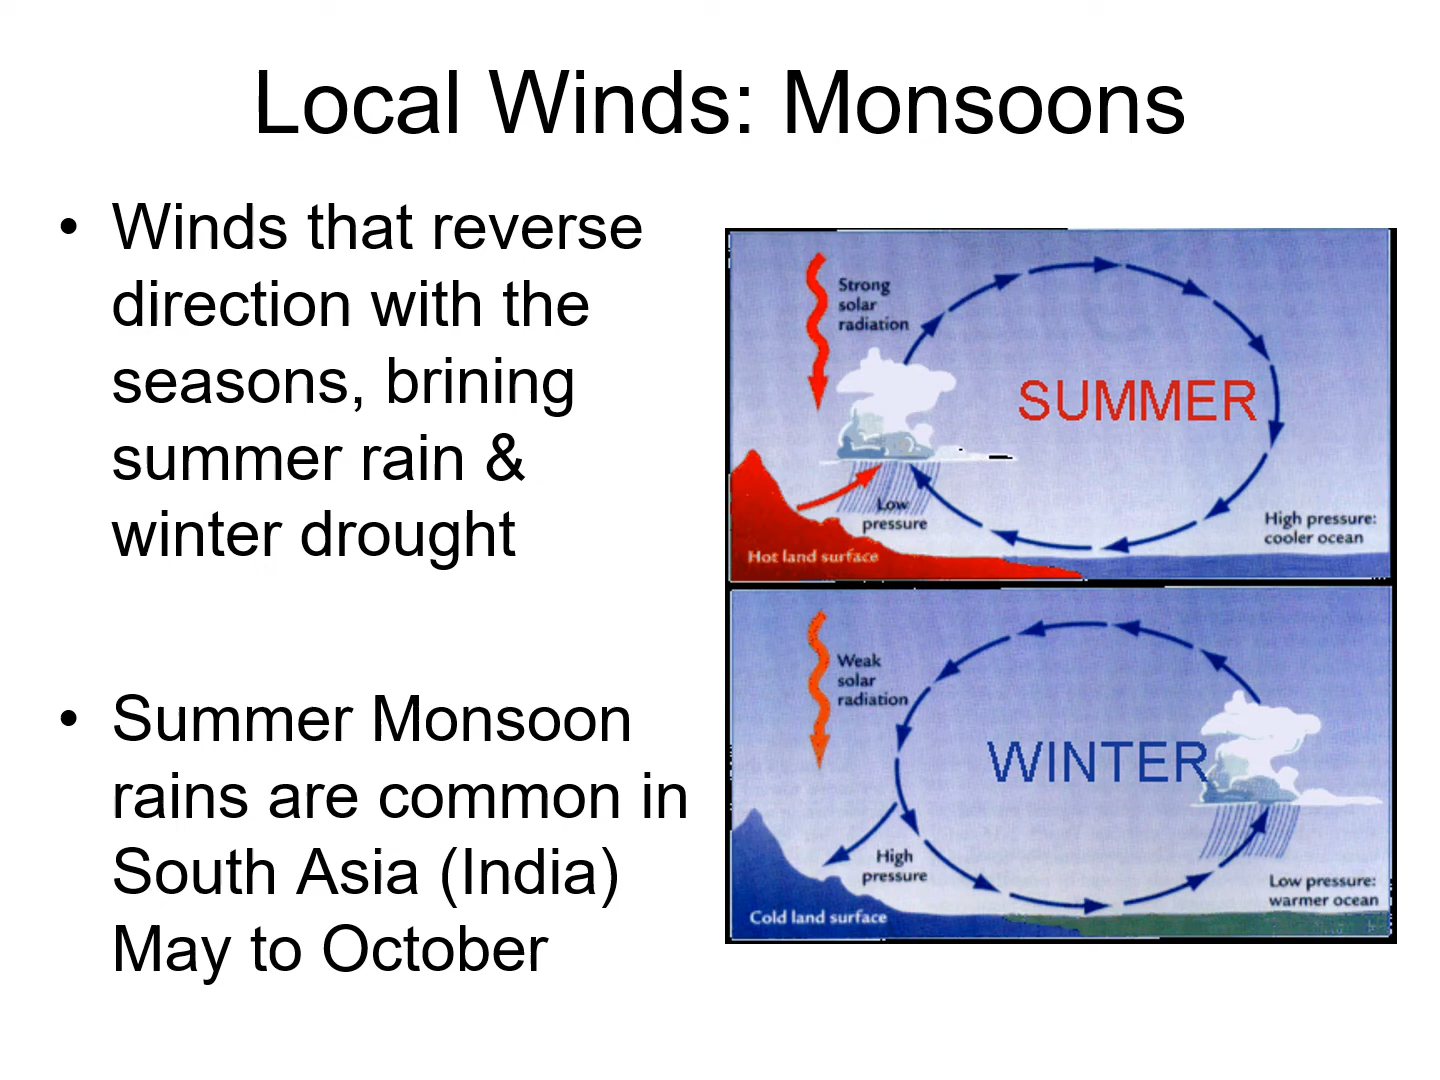 Local Winds: Monsoons
• Winds that reverse
direction with the
seasons, brining
summer rain &
winter drought
• Summer Monsoon
rains are common in
South Asia (India)
May to October
Strong
solar
radiation
SUMMER
Low
pressure
High pressure:
cooler ocean
Hot land surface
Weak
solar
radiation
WINTER
High
pressure
Low pressure:
warmer ocean
Cold land surface